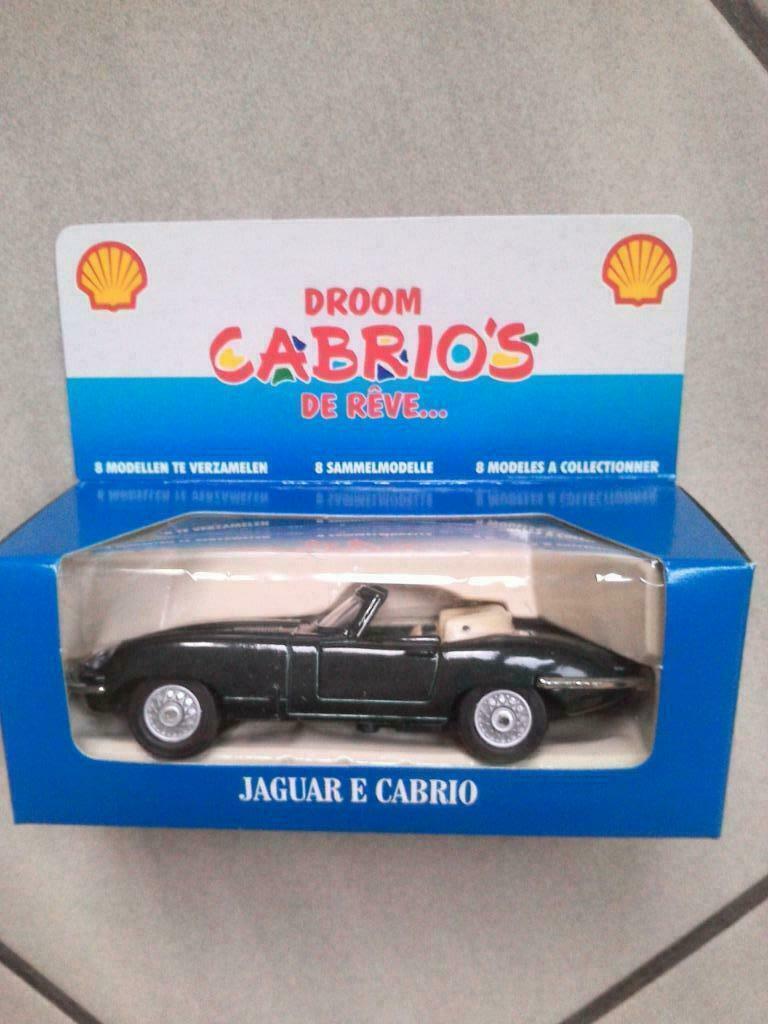 DROOM
CABRIO'S
DE RÊVE...
8 MODELLEN TE VERZAMELEN 8 SAMMELMODELLE 8 MODELES A COLLECTIONNER
JAGUAR E CABRIO